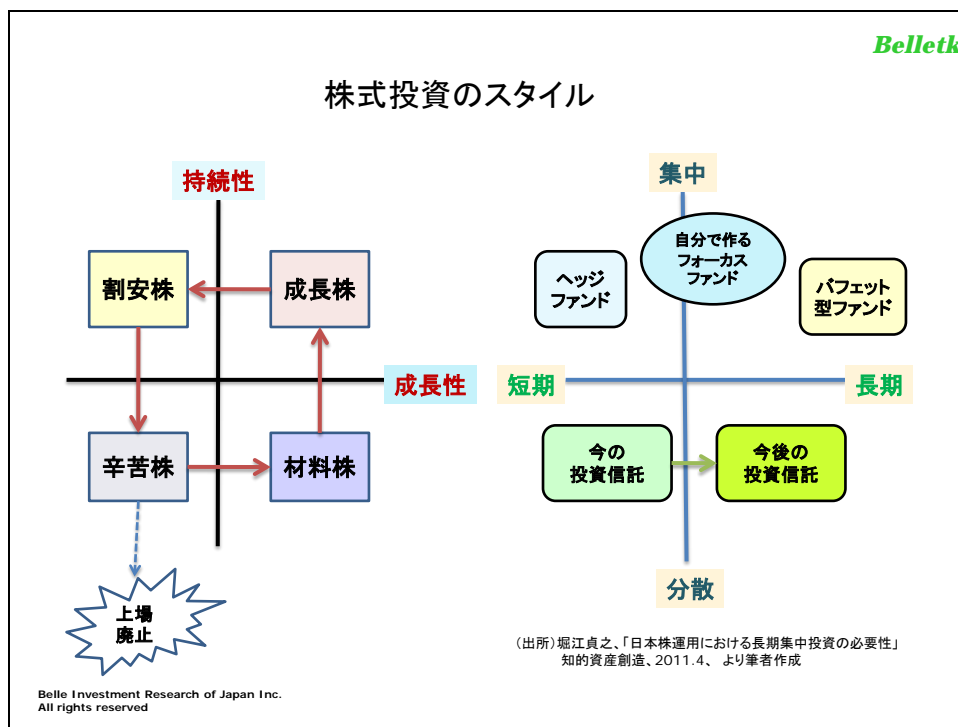 Belletk
株式投資のスタイル
持続性
割安株
成長株
成長性
辛苦株
材料株
上場
廃止
集中
自分で作る
フォーカス
ファンド
ヘッジ
ファンド
バフェット
型ファンド
短期
長期
今の
投資信託
今後の
投資信託
分散
(出所)堀江貞之、「日本株運用における長期集中投資の必要性」
知的資産創造、2011.4、 より筆者作成
Belle Investment Research of Japan Inc.
All rights reserved